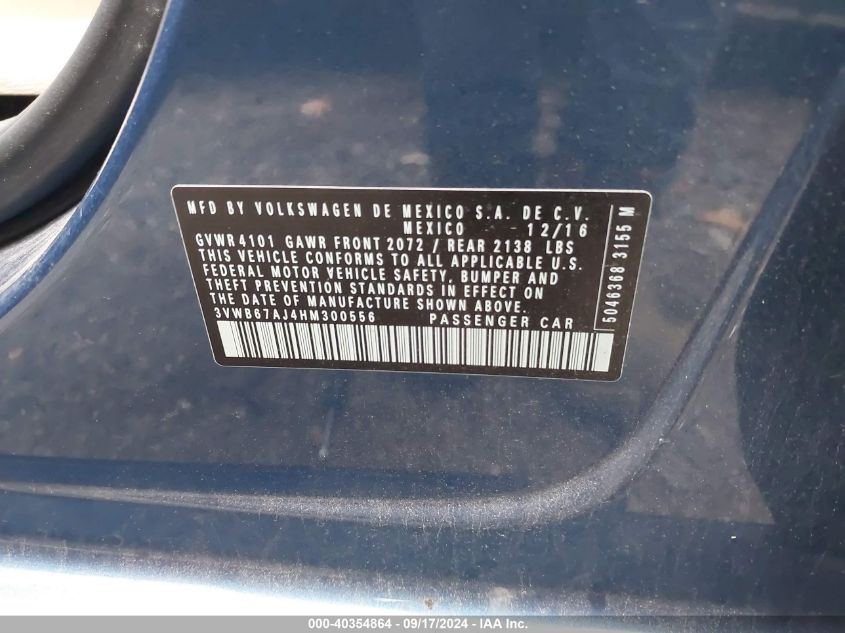 MFD BY VOLKSWAGEN DE MEXICO S.A. DE C.V.
MEXICO 12/16
GVWR 4101 GAWR FRONT 2072 / REAR 2138 LBS
THIS VEHICLE CONFORMS TO ALL APPLICABLE U.S.
FEDERAL MOTOR VEHICLE SAFETY, BUMPER AND
THEFT PREVENTION STANDARDS IN EFFECT ON
THE DATE OF MANUFACTURE SHOWN ABOVE.
3VWB67AJ4HM300556 PASSENGER CAR
5046368 3155 M
000-40354864 - 09/17/2024 - IAA Inc.